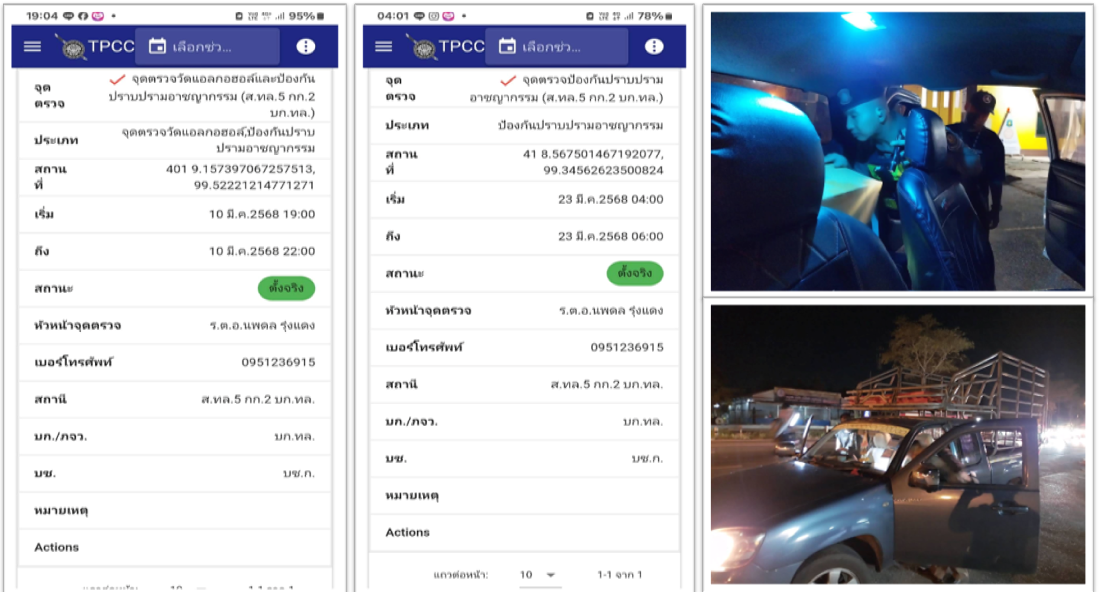 19:04
95%
TPCC
เลือกช่ว...
จุดตรวจ
จุดตรวจวัดแอลกอฮอล์และป้องกัน
ปราบปรามอาชญากรรม (ส.ทล.5 กก.2
บก.ทล.)
ประเภท
จุดตรวจวัดแอลกอฮอล์,ป้องกันปราบ
ปรามอาชญากรรม
สถานที่
401 9.157397067257513,
99.52221214771271
เริ่ม
10 มี.ค.2568 19:00
ถึง
10 มี.ค.2568 22:00
สถานะ
ตั้งจริง
หัวหน้าจุดตรวจ
ร.ต.อ.นพดล รุ่งแดง
เบอร์โทรศัพท์
0951236915
สถานี
ส.ทล.5 กก.2 บก.ทล.
บก./ภจว.
บก.ทล.
บช.
บช.ก.
หมายเหตุ
Actions
04:01
78%
TPCC
เลือกช่ว...
จุดตรวจ
จุดตรวจป้องกันปราบปราม
อาชญากรรม (ส.ทล.5 กก.2 บก.ทล.)
ประเภท
ป้องกันปราบปรามอาชญากรรม
สถานที่
41 8.567501467192077,
99.34562623500824
เริ่ม
23 มี.ค.2568 04:00
ถึง
23 มี.ค.2568 06:00
สถานะ
ตั้งจริง
หัวหน้าจุดตรวจ
ร.ต.อ.นพดล รุ่งแดง
เบอร์โทรศัพท์
0951236915
สถานี
ส.ทล.5 กก.2 บก.ทล.
บก./ภจว.
บก.ทล.
บช.
บช.ก.
หมายเหตุ
Actions
แถวต่อหน้า: 10 1-1 จาก 1